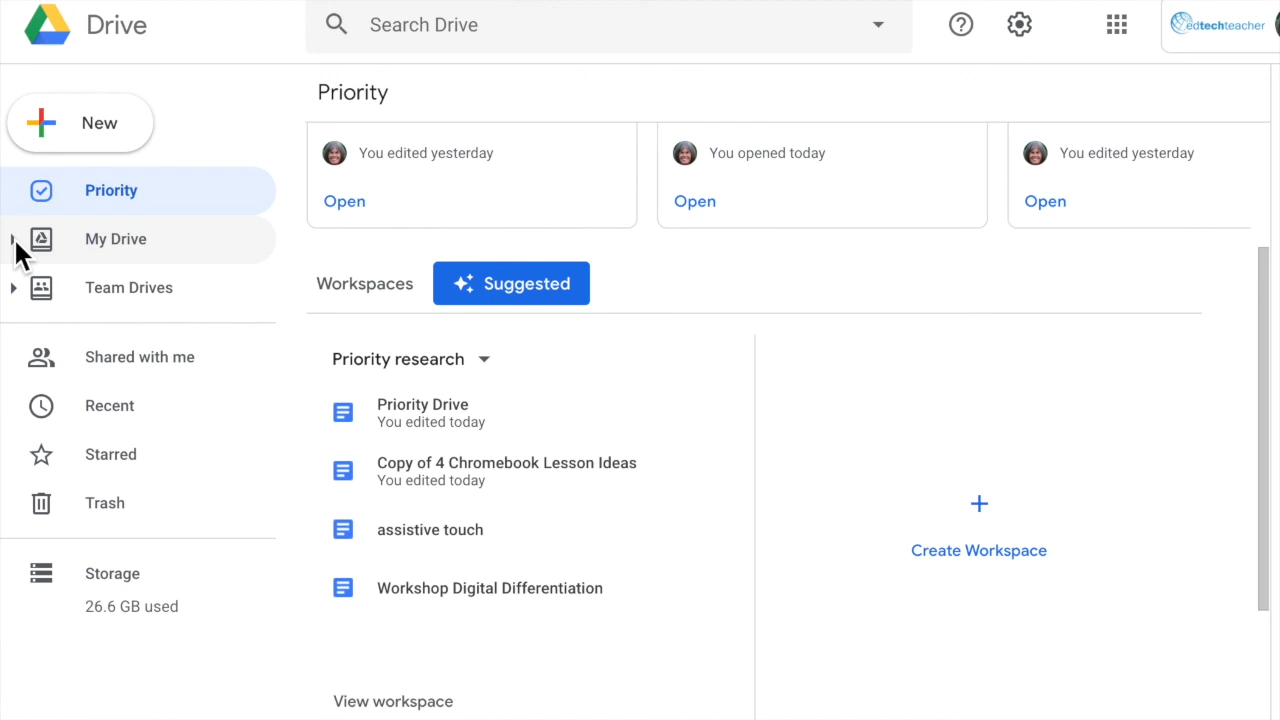 Drive
Search Drive
edtechteacher
New
Priority
My Drive
Team Drives
Shared with me
Recent
Starred
Trash
Storage
26.6 GB used
Priority
You edited yesterday
Open
You opened today
Open
You edited yesterday
Open
Workspaces
Suggested
Priority research
Priority Drive
You edited today
Copy of 4 Chromebook Lesson Ideas
You edited today
assistive touch
Workshop Digital Differentiation
View workspace
Create Workspace